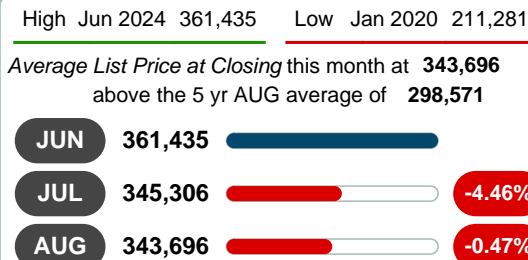 High Jun 2024 361,435 Low Jan 2020 211,281
Average List Price at Closing this month at 343,696
above the 5 yr AUG average of 298,571
JUN 361,435
JUL 345,306 -4.46%
AUG 343,696 -0.47%